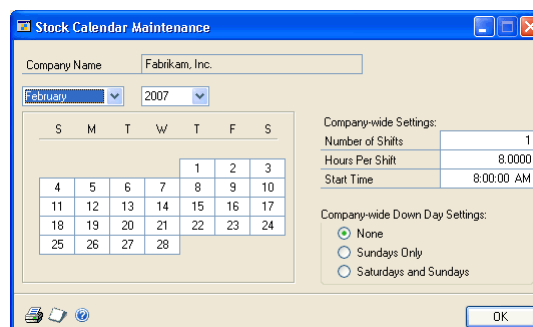 Stock Calendar Maintenance
Company Name Fabrikam, Inc.
February 2007
S M T W T F S
1 2 3
4 5 6 7 8 9 10
11 12 13 14 15 16 17
18 19 20 21 22 23 24
25 26 27 28
Company-wide Settings:
Number of Shifts 1
Hours Per Shift 8.0000
Start Time 8:00:00 AM
Company-wide Down Day Settings:
None
Sundays Only
Saturdays and Sundays
OK